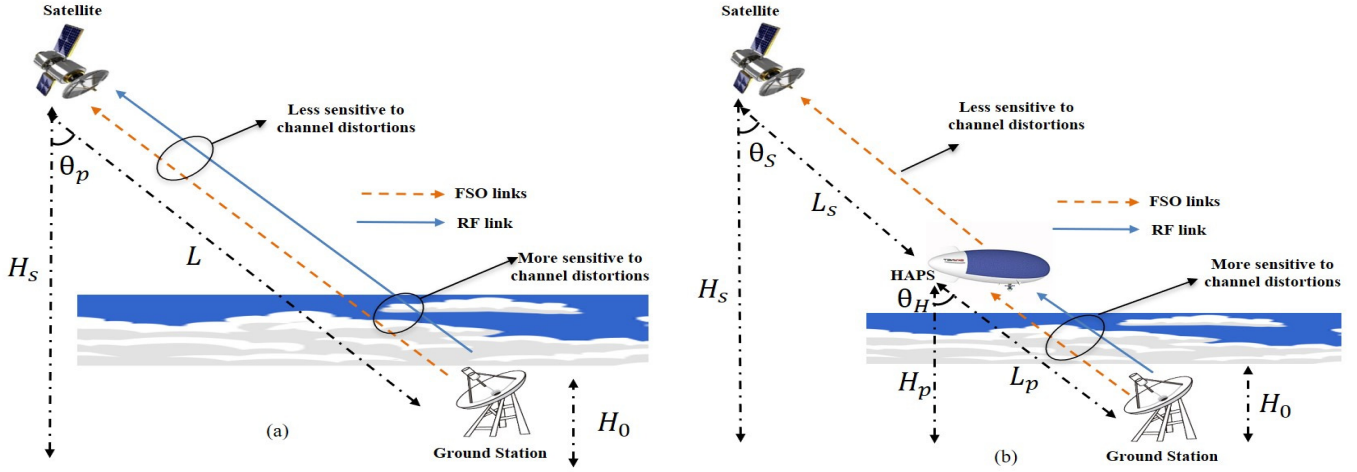 Satellite
Less sensitive to
channel distortions
θp
FSO links
RF link
L
Hs
More sensitive to
channel distortions
H0
(a)
Ground Station
Satellite
Less sensitive to
channel distortions
θS
FSO links
RF link
Ls
Hs
HAPS
More sensitive to
channel distortions
θH
Lp
Hp
H0
(b)
Ground Station